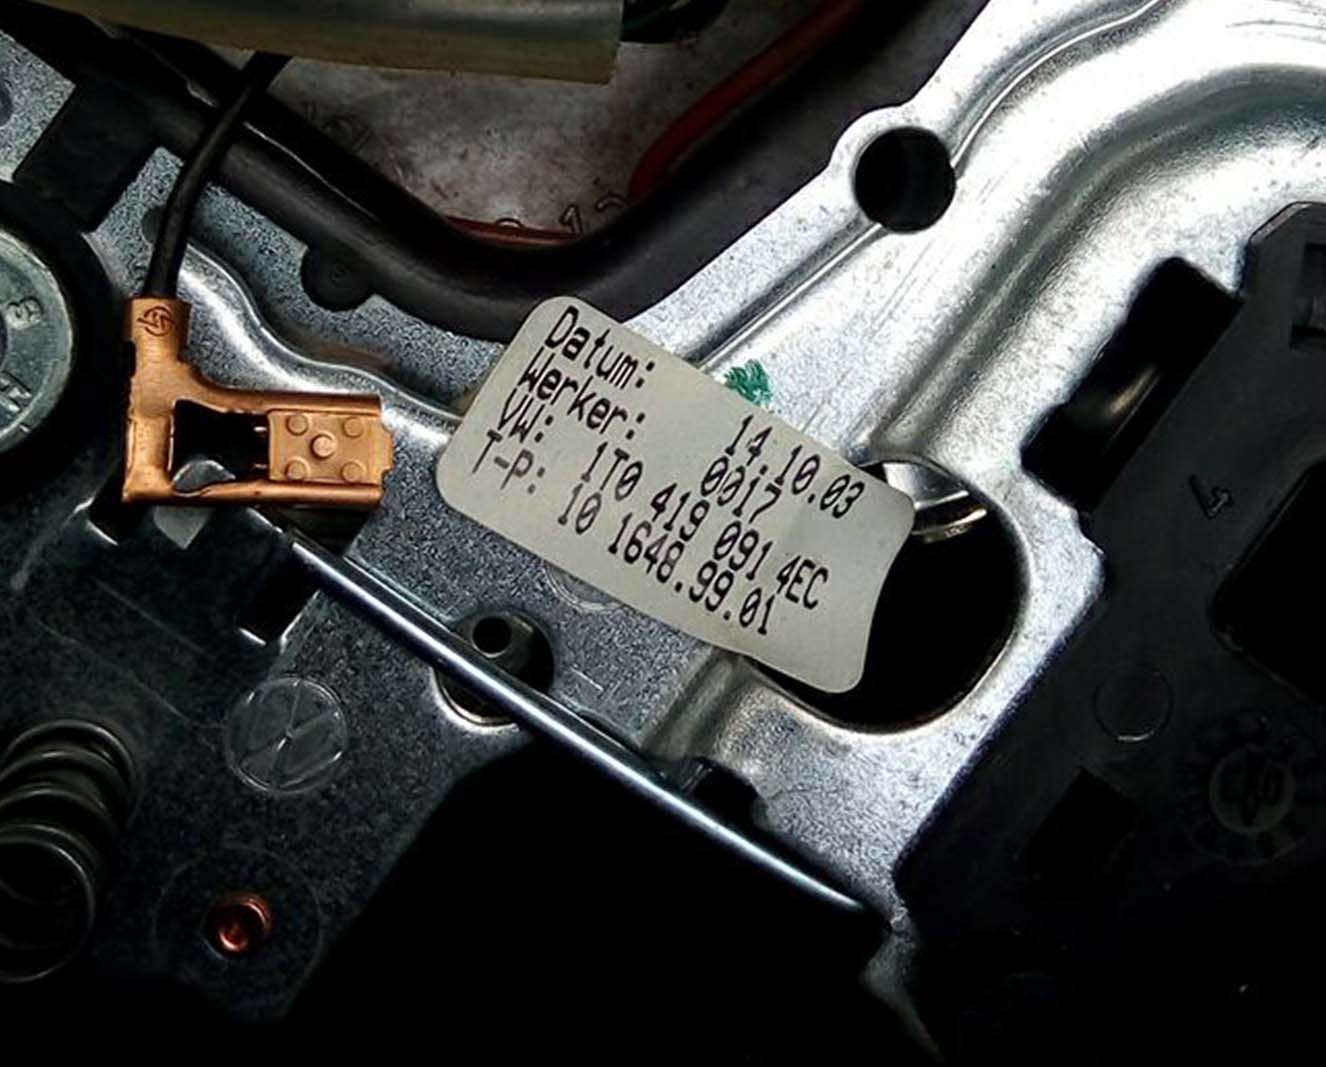 Datum: 14.10.03
Werker: 0017
VW: 1T0 419 091 4EC
T-P: 10 1648.99.01